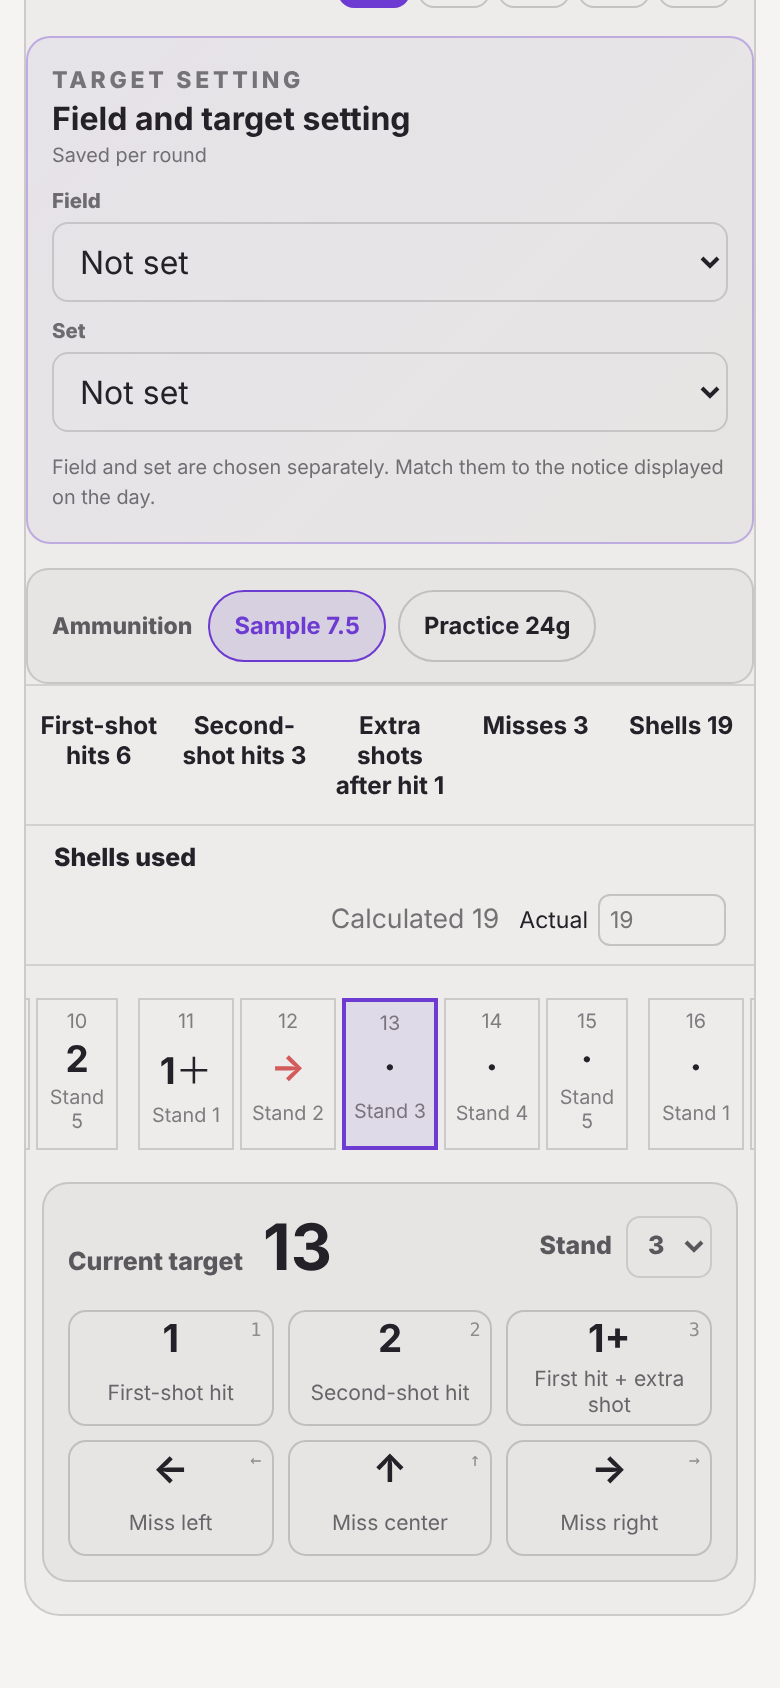 TARGET SETTING
Field and target setting
Saved per round
Field
Not set
Set
Not set
Field and set are chosen separately. Match them to the notice displayed
on the day.
Ammunition
Sample 7.5
Practice 24g
First-shot
hits 6
Second-
shot hits 3
Extra
shots
after hit 1
Misses 3
Shells 19
Shells used
Calculated 19
Actual
19
10
2
Stand
5
11
1+
Stand 1
12
→
Stand 2
13
·
Stand 3
14
·
Stand 4
15
·
Stand
5
16
·
Stand 1
Current target 13
Stand 3
1 1
First-shot hit
2 2
Second-shot hit
1+ 3
First hit + extra
shot
← ←
Miss left
↑ ↑
Miss center
→ →
Miss right